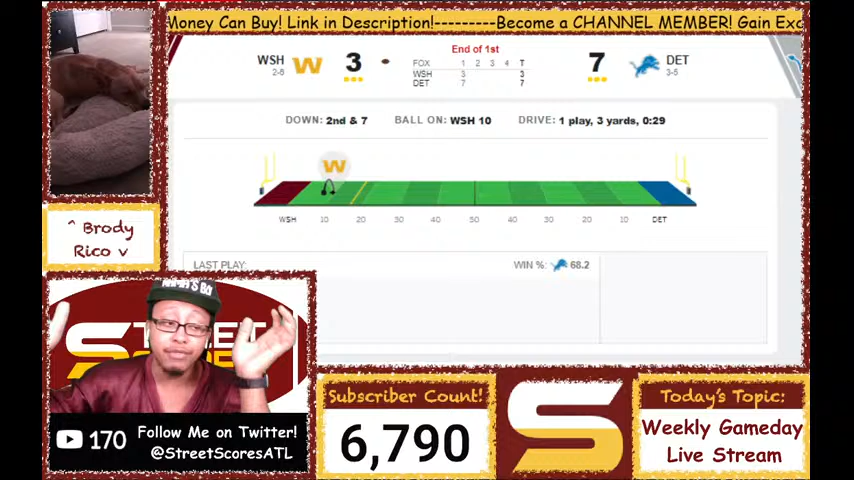 Money Can Buy! Link in Description!---------Become a CHANNEL MEMBER! Gain Exc
WSH
2-6
W
3
End of 1st
FOX 1 2 3 4 T
WSH 3 3
DET 7 7
7
DET
3-5
DOWN: 2nd & 7 BALL ON: WSH 10 DRIVE: 1 play, 3 yards, 0:29
W
WSH 10 20 30 40 50 40 30 20 10 DET
LAST PLAY:
WIN %: 68.2
^ Brody
Rico v
STREET
170
Follow Me on Twitter!
@StreetScoresATL
Subscriber Count!
6,790
S
Today's Topic:
Weekly Gameday
Live Stream